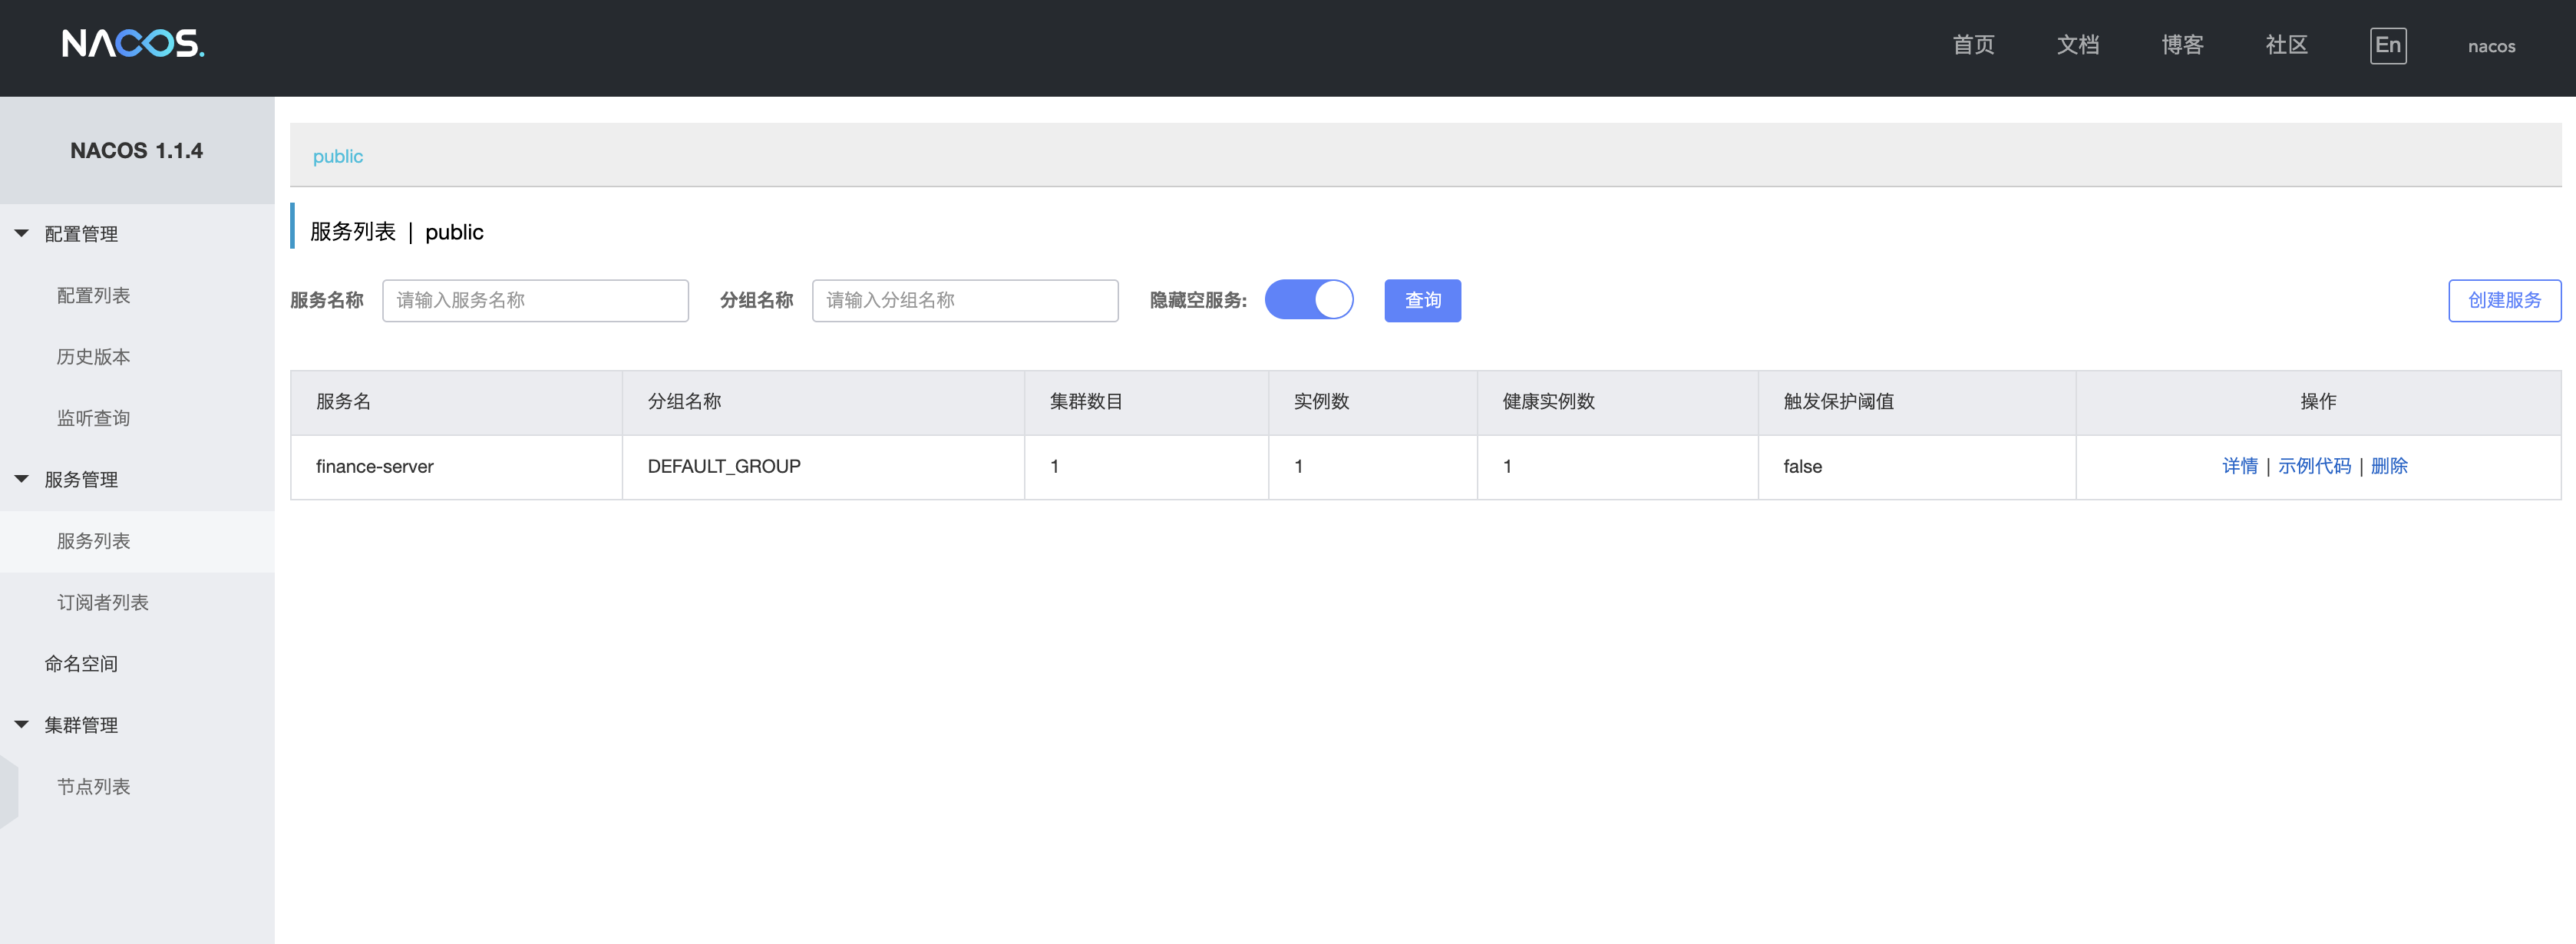 NACOS.
首页 文档 博客 社区 En nacos
NACOS 1.1.4
配置管理
配置列表
历史版本
监听查询
服务管理
服务列表
订阅者列表
命名空间
集群管理
节点列表
public
服务列表 | public
服务名称 请输入服务名称 分组名称 请输入分组名称 隐藏空服务: 查询 创建服务
服务名 分组名称 集群数目 实例数 健康实例数 触发保护阈值 操作
finance-server DEFAULT_GROUP 1 1 1 false 详情 | 示例代码 | 删除